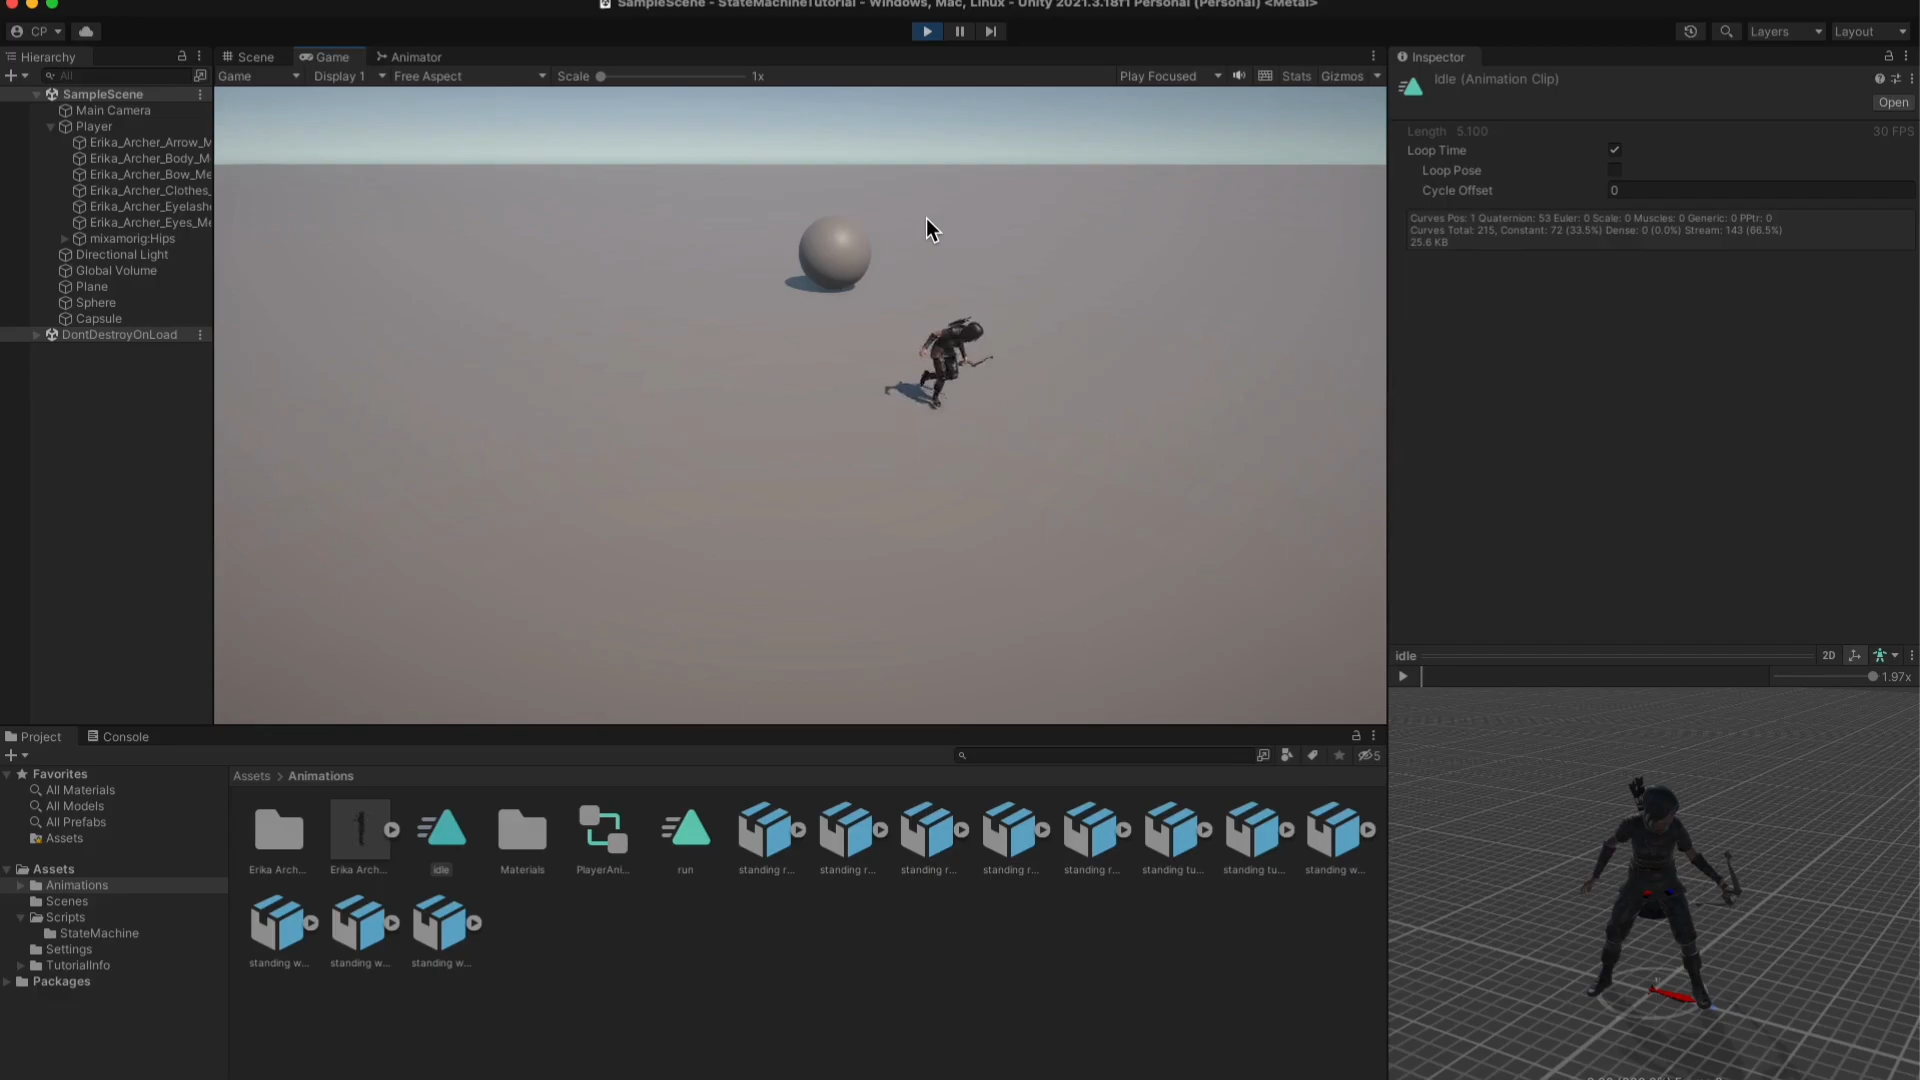 SampleScene - StateMachineTutorial - Windows, Mac, Linux - Unity 2021.3.18f1 Personal (Personal) <Metal>
CP
Layers
Layout
Hierarchy
All
SampleScene
Main Camera
Player
Erika_Archer_Arrow_M
Erika_Archer_Body_M
Erika_Archer_Bow_Me
Erika_Archer_Clothes_
Erika_Archer_Eyelash
Erika_Archer_Eyes_Me
mixamorig:Hips
Directional Light
Global Volume
Plane
Sphere
Capsule
DontDestroyOnLoad
Scene
Game
Animator
Game
Display 1
Free Aspect
Scale
1x
Play Focused
Stats
Gizmos
Inspector
Idle (Animation Clip)
Open
Length 5.100
30 FPS
Loop Time
Loop Pose
Cycle Offset
0
Curves Pos: 1 Quaternion: 53 Euler: 0 Scale: 0 Muscles: 0 Generic: 0 PPtr: 0
Curves Total: 215, Constant: 72 (33.5%) Dense: 0 (0.0%) Stream: 143 (66.5%)
25.6 KB
idle
2D
1.97x
Project
Console
5
Favorites
All Materials
All Models
All Prefabs
Assets
Assets
Animations
Scenes
Scripts
StateMachine
Settings
TutorialInfo
Packages
Assets > Animations
Erika Arch...
Erika Arch...
idle
Materials
PlayerAni...
run
standing r...
standing r...
standing r...
standing r...
standing r...
standing tu...
standing tu...
standing w...
standing w...
standing w...
standing w...